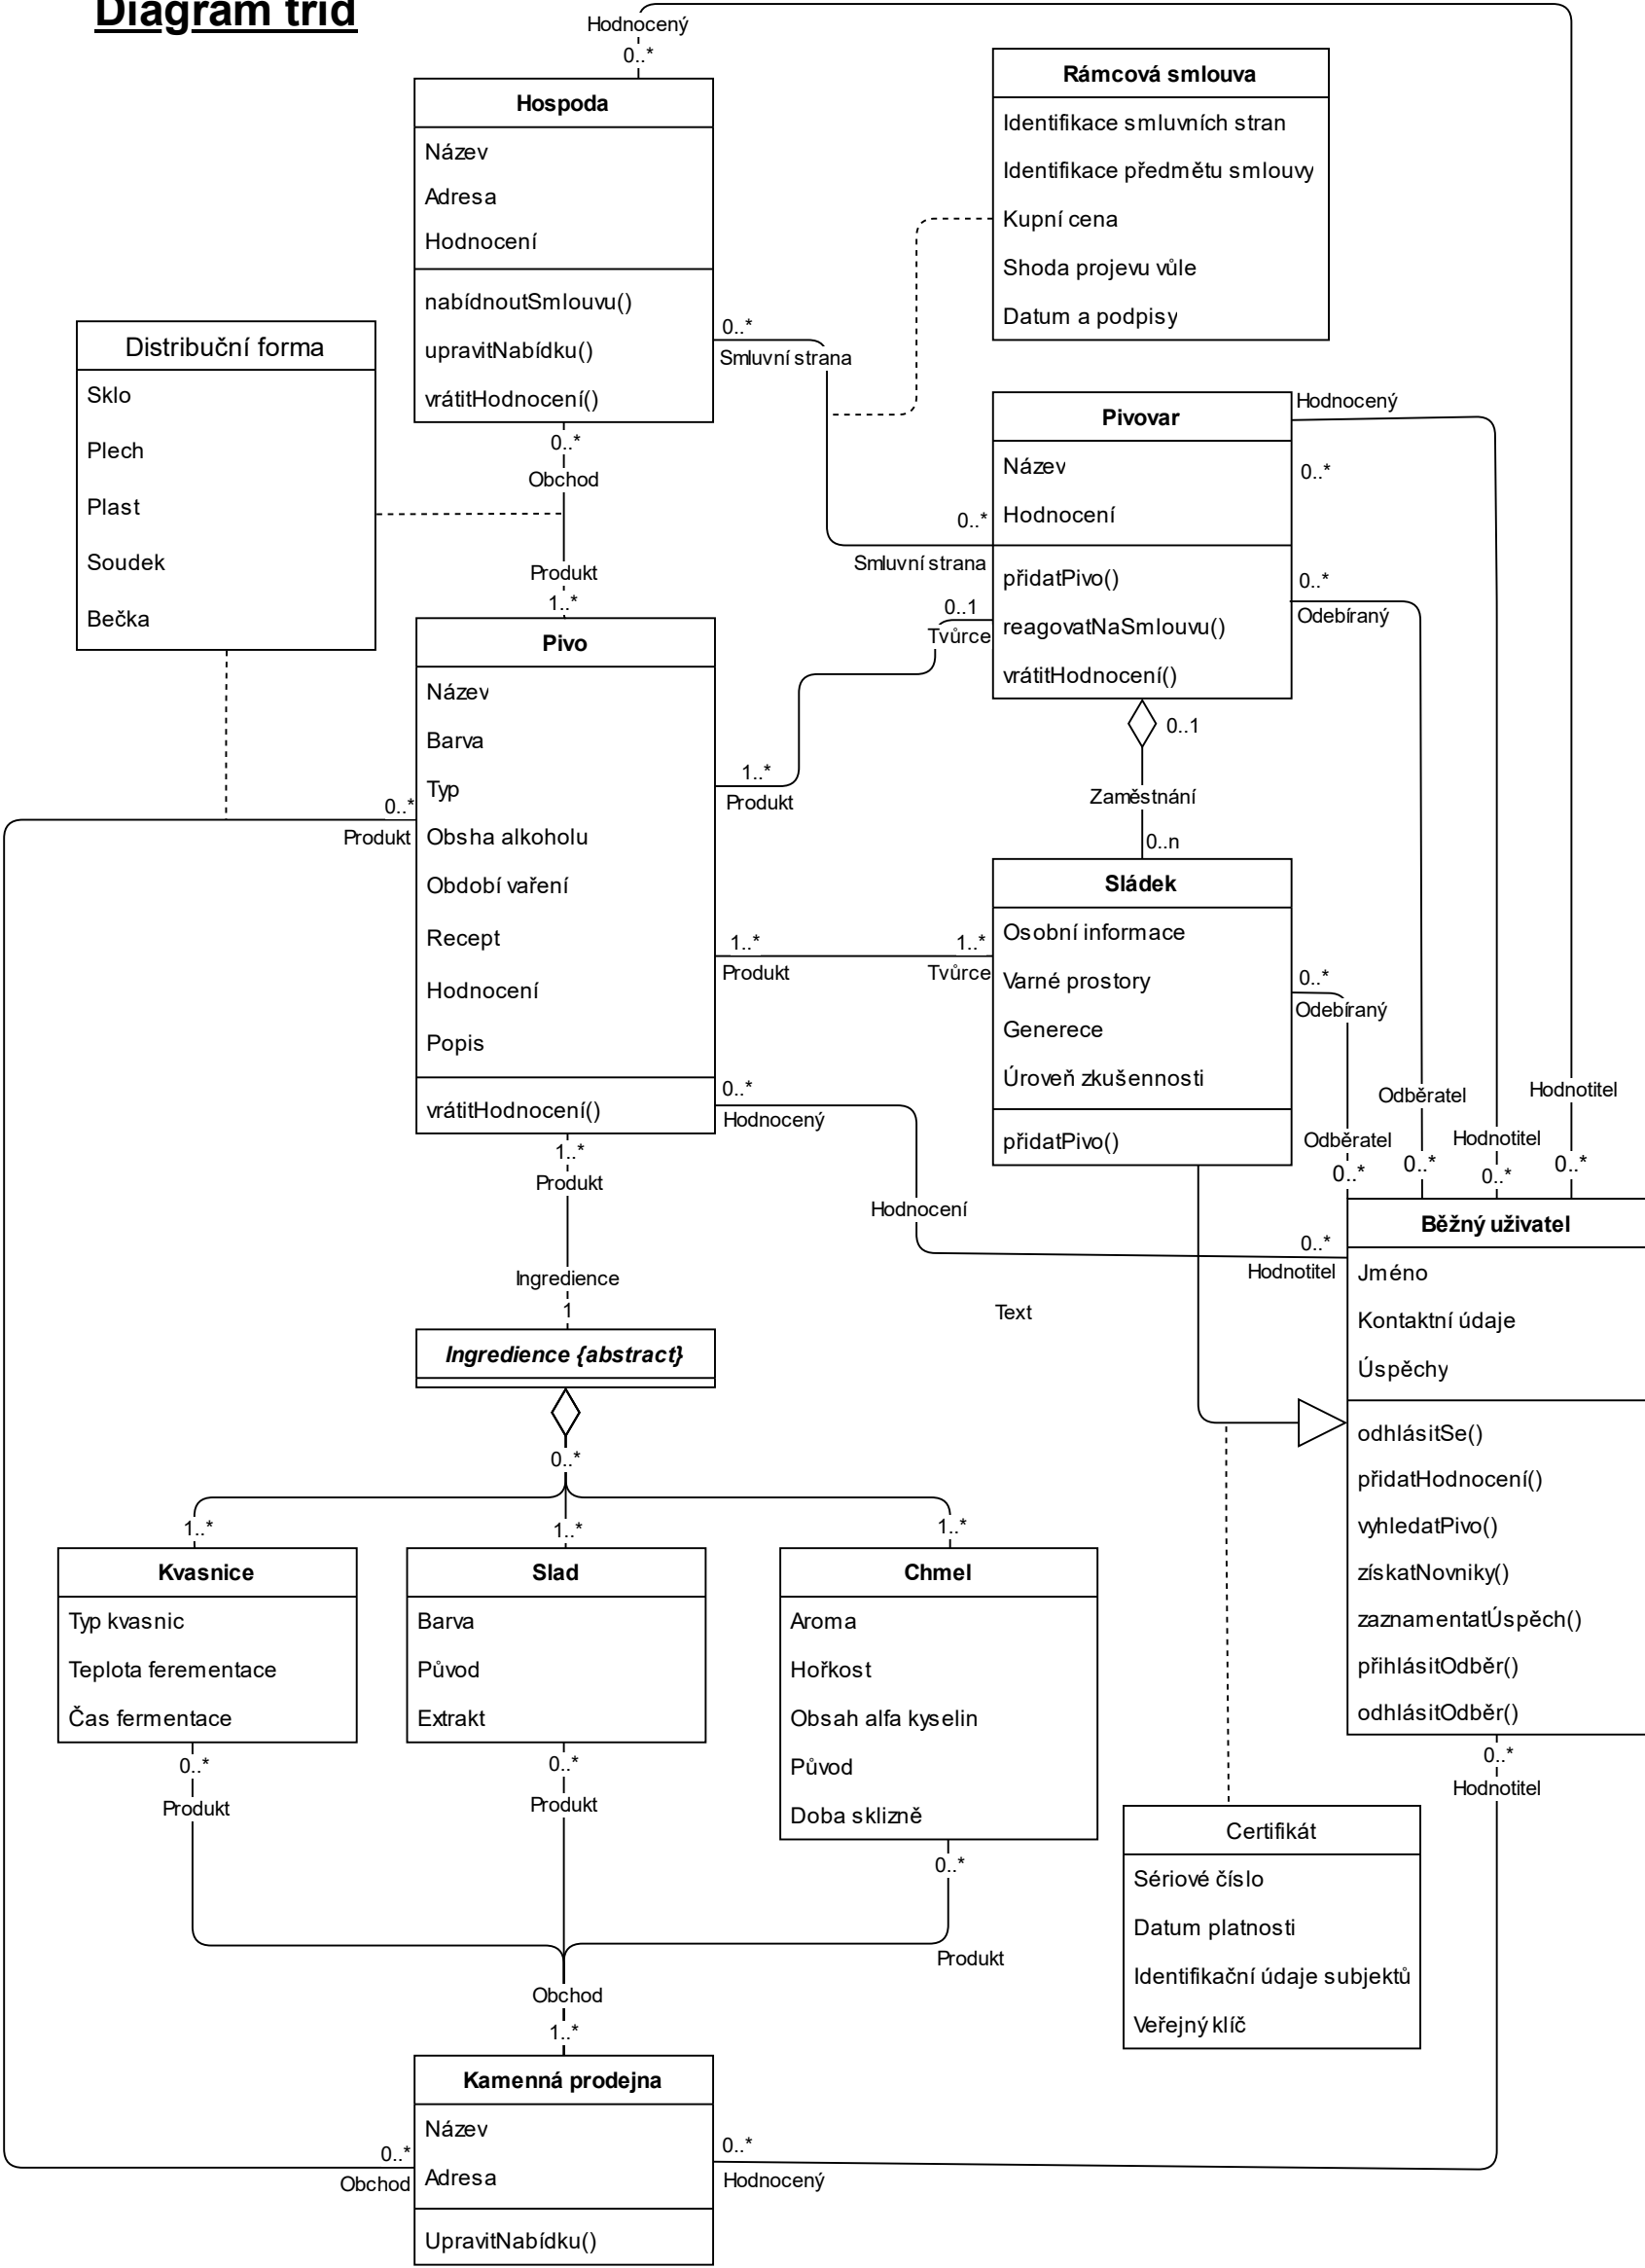 Diagram tříd
Hodnocený
0..*
Hospoda
Název
Adresa
Hodnocení
nabídnoutSmlouvu()
upravitNabídku()
vrátitHodnocení()
Rámcová smlouva
Identifikace smluvních stran
Identifikace předmětu smlouvy
Kupní cena
Shoda projevu vůle
Datum a podpisy
0..*
Smluvní strana
Distribuční forma
Sklo
Plech
Plast
Soudek
Bečka
0..*
Obchod
Produkt
1..*
Pivovar
Název
Hodnocení
přidatPivo()
reagovatNaSmlouvu()
vrátitHodnocení()
Hodnocený
0..*
0..*
Smluvní strana
0..*
Odebíraný
0..1
Tvůrce
Pivo
Název
Barva
Typ
Obsha alkoholu
Období vaření
Recept
Hodnocení
Popis
vrátitHodnocení()
1..*
Produkt
0..*
Produkt
0..1
Zaměstnání
0..n
Sládek
Osobní informace
Varné prostory
Generece
Úroveň zkušennosti
přidatPivo()
1..*
Produkt
1..*
Tvůrce
0..*
Odebíraný
0..*
Hodnocený
Odběratel
0..*
Odběratel
0..*
Hodnotitel
0..*
Hodnotitel
0..*
1..*
Produkt
Hodnocení
0..*
Hodnotitel
Běžný uživatel
Jméno
Kontaktní údaje
Úspěchy
odhlásitSe()
přidatHodnocení()
vyhledatPivo()
získatNovniky()
zaznamentatÚspěch()
přihlásitOdběr()
odhlásitOdběr()
Ingredience
1
Text
Ingredience {abstract}
0..*
1..*
1..*
1..*
Kvasnice
Typ kvasnic
Teplota ferementace
Čas fermentace
Slad
Barva
Původ
Extrakt
Chmel
Aroma
Hořkost
Obsah alfa kyselin
Původ
Doba sklizně
0..*
Produkt
0..*
Produkt
0..*
Produkt
0..*
Hodnotitel
Certifikát
Sériové číslo
Datum platnosti
Identifikační údaje subjektů
Veřejný klíč
Obchod
1..*
Kamenná prodejna
Název
Adresa
UpravitNabídku()
0..*
Obchod
0..*
Hodnocený